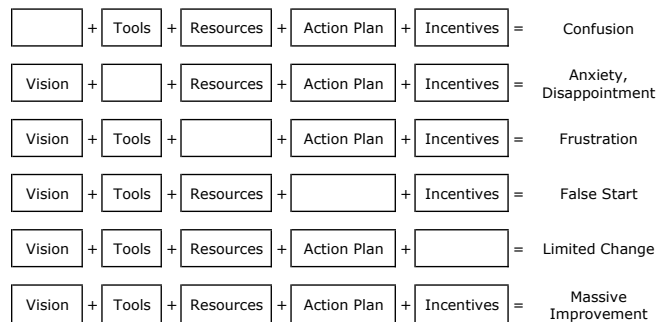 + Tools + Resources + Action Plan + Incentives = Confusion
Vision + + Resources + Action Plan + Incentives = Anxiety, Disappointment
Vision + Tools + + Action Plan + Incentives = Frustration
Vision + Tools + Resources + + Incentives = False Start
Vision + Tools + Resources + Action Plan + = Limited Change
Vision + Tools + Resources + Action Plan + Incentives = Massive Improvement